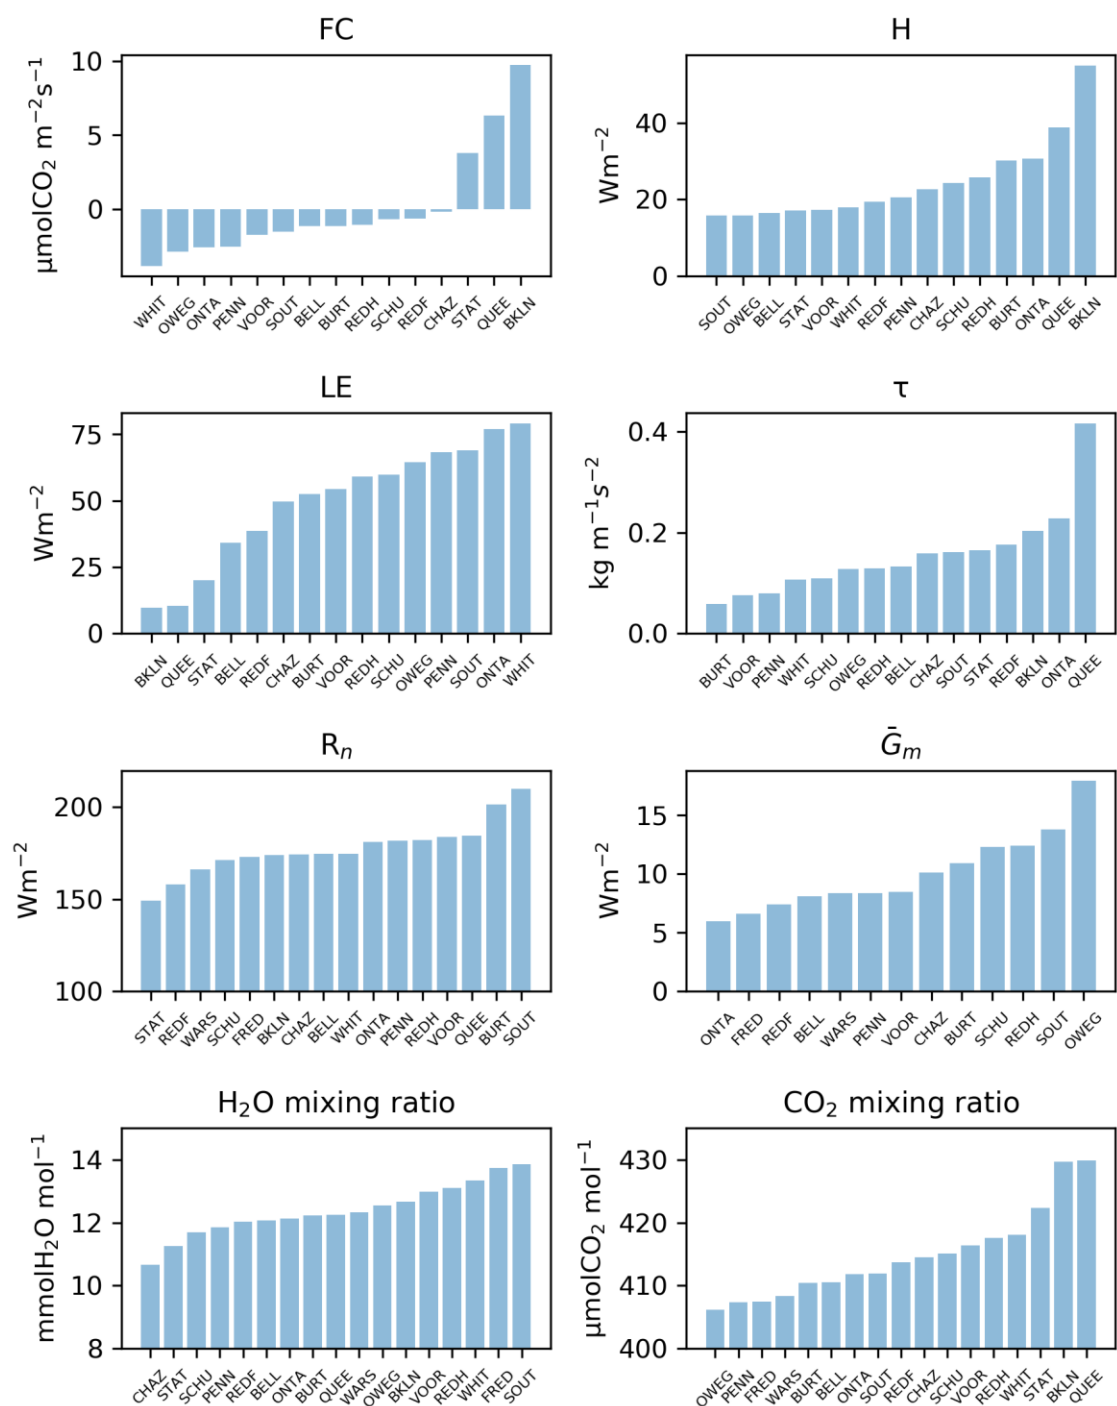 FC
μmolCO₂ m⁻²s⁻¹
10
5
0
WHIT OWEG ONTA PENN VOOR SOUT BELL BURT REDH SCHU REDF CHAZ STAT QUEE BKLN
H
Wm⁻²
40
20
0
SOUT OWEG BELL STAT VOOR WHIT REDF PENN CHAZ SCHU REDH BURT ONTA QUEE BKLN
LE
Wm⁻²
75
50
25
0
BKLN QUEE STAT BELL REDF CHAZ BURT VOOR REDH SCHU OWEG PENN SOUT ONTA WHIT
τ
kg m⁻¹s⁻²
0.4
0.2
0.0
BURT VOOR PENN WHIT SCHU OWEG REDH BELL CHAZ SOUT STAT REDF BKLN ONTA QUEE
Rₙ
Wm⁻²
200
150
100
STAT REDF WARS SCHU FRED BKLN CHAZ BELL WHIT ONTA PENN REDH VOOR QUEE BURT SOUT
Ḡₘ
Wm⁻²
15
10
5
0
ONTA FRED REDF BELL WARS PENN VOOR CHAZ BURT SCHU REDH SOUT OWEG
H₂O mixing ratio
mmolH₂O mol⁻¹
14
12
10
8
CHAZ STAT SCHU PENN REDF BELL ONTA BURT QUEE WARS OWEG BKLN VOOR REDH WHIT FRED SOUT
CO₂ mixing ratio
μmolCO₂ mol⁻¹
430
420
410
400
OWEG PENN FRED WARS BURT BELL ONTA SOUT REDF CHAZ SCHU VOOR REDH WHIT STAT BKLN QUEE